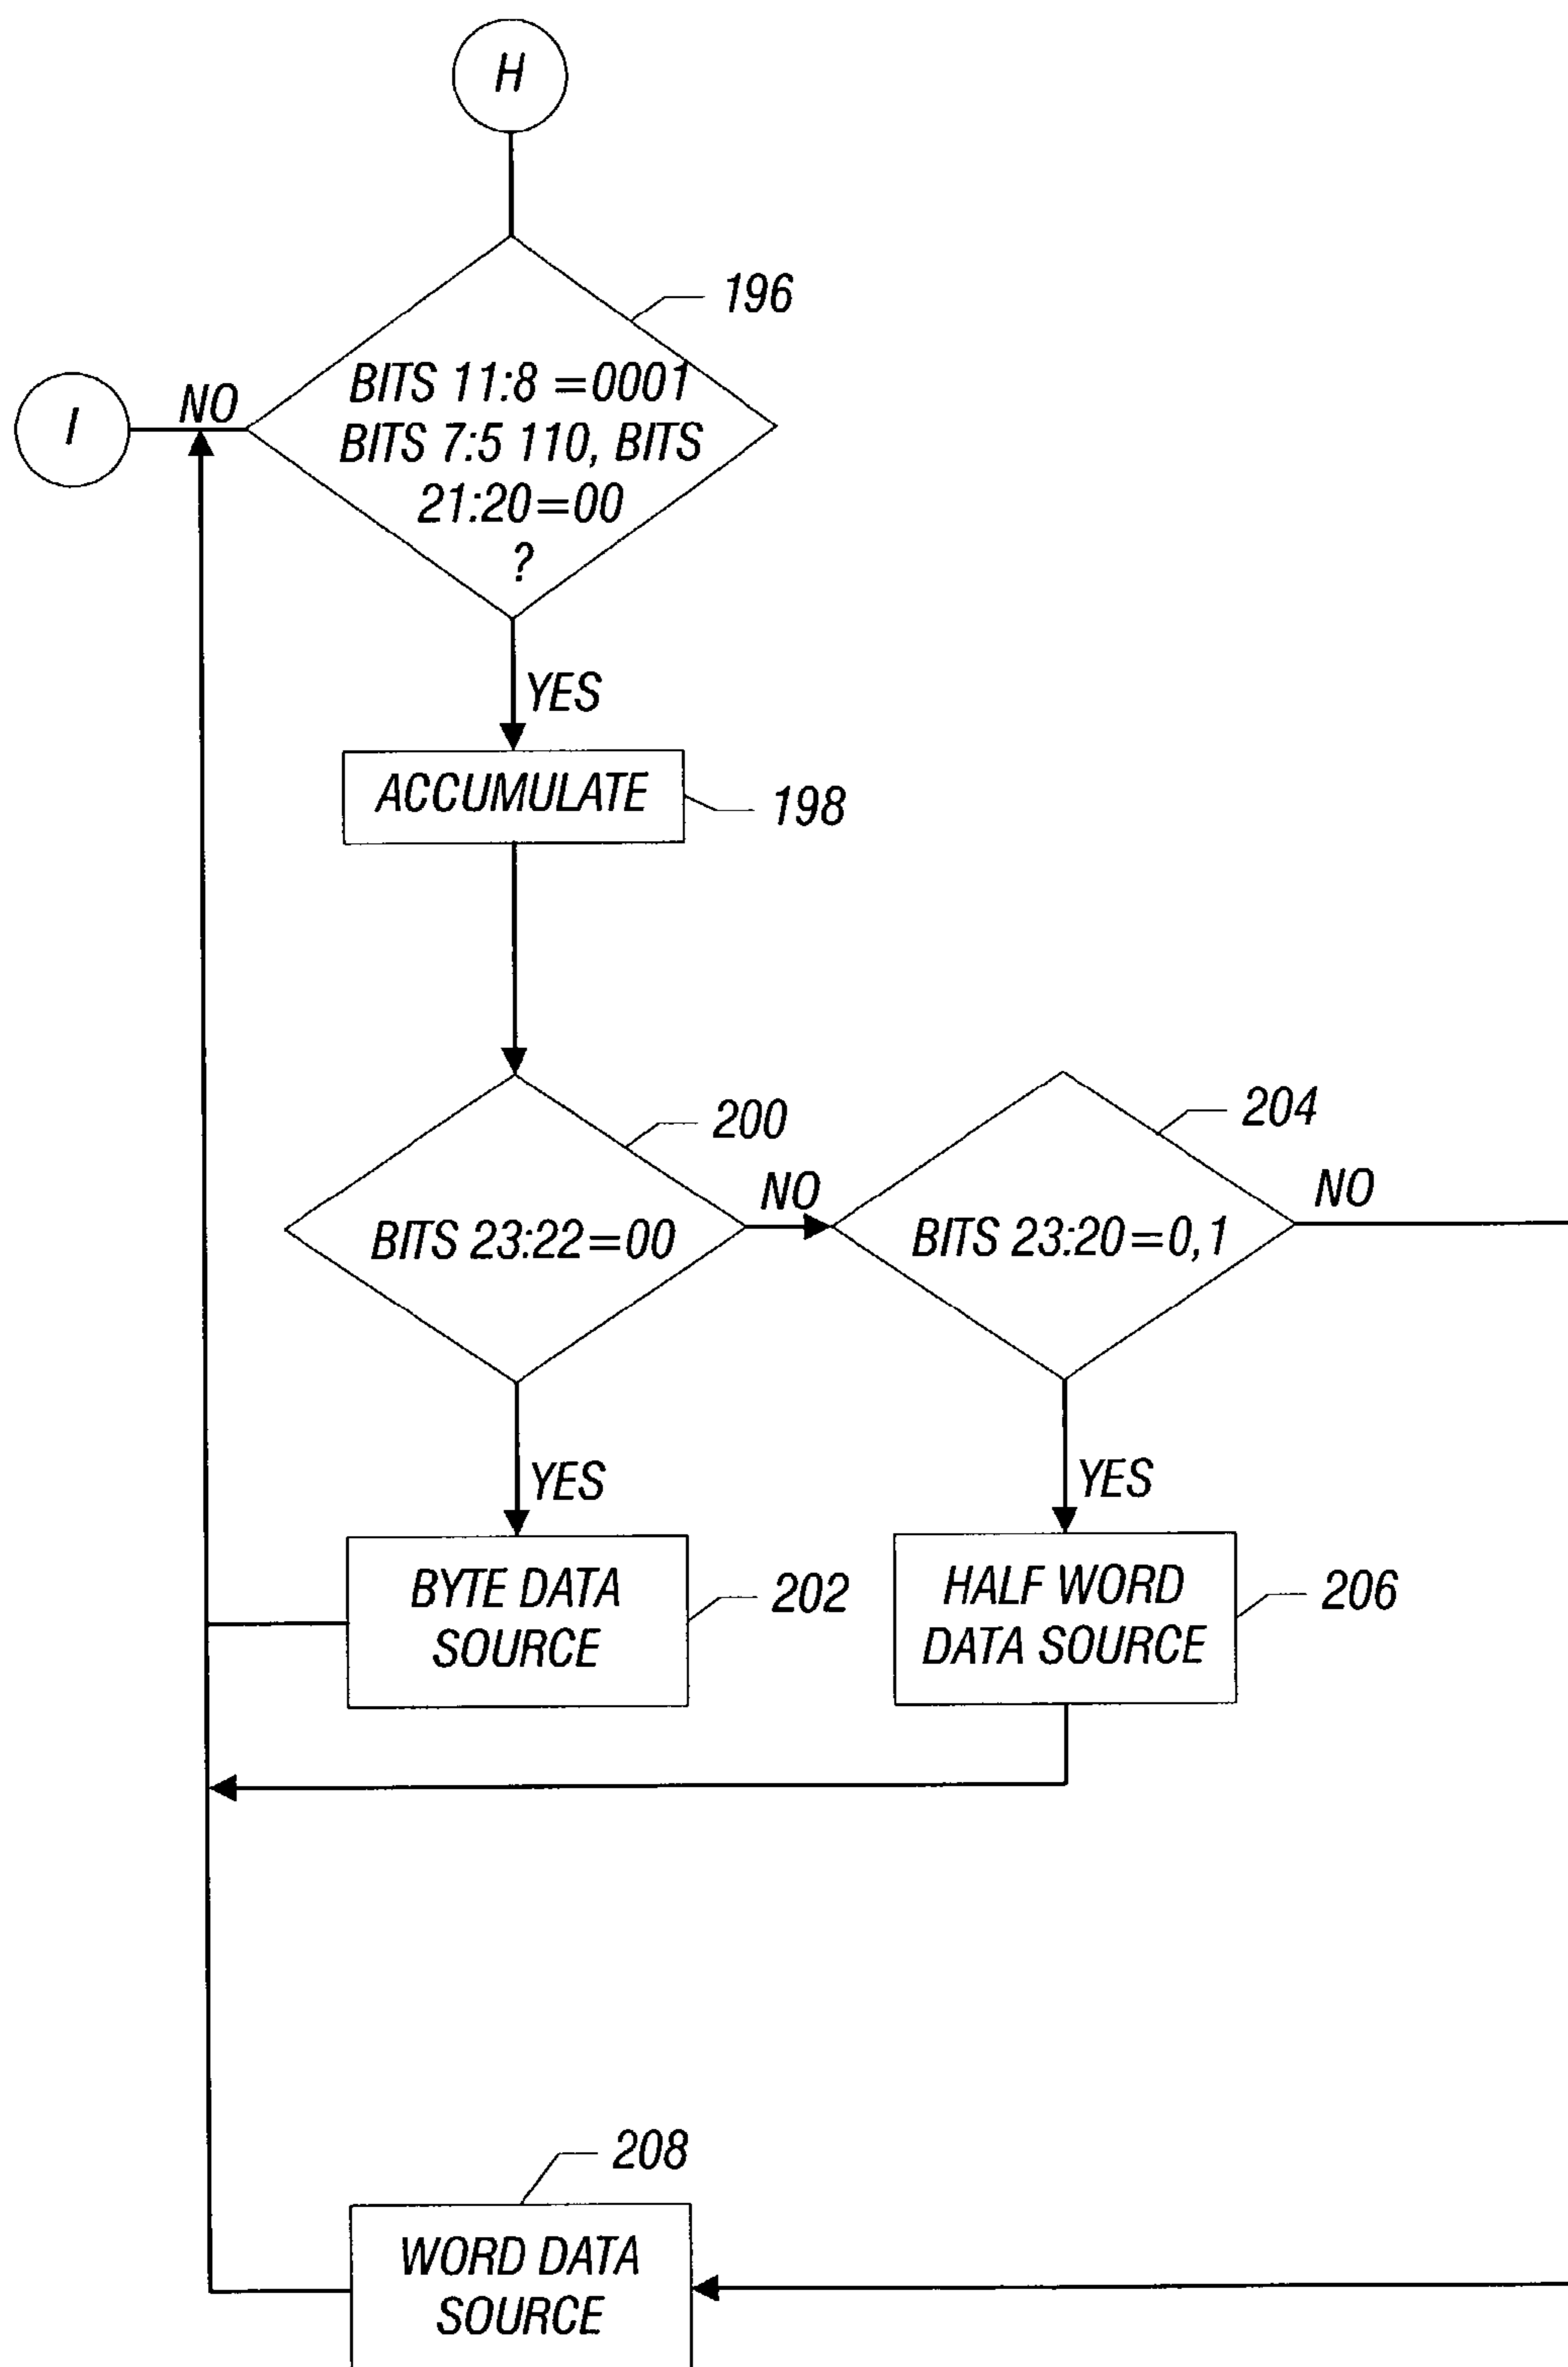 H
196
I
NO
BITS 11:8 =0001
BITS 7:5 110, BITS
21:20=00
?
YES
ACCUMULATE
198
200
204
NO
NO
BITS 23:22=00
BITS 23:20=0,1
YES
YES
BYTE DATA
SOURCE
202
HALF WORD
DATA SOURCE
206
208
WORD DATA
SOURCE